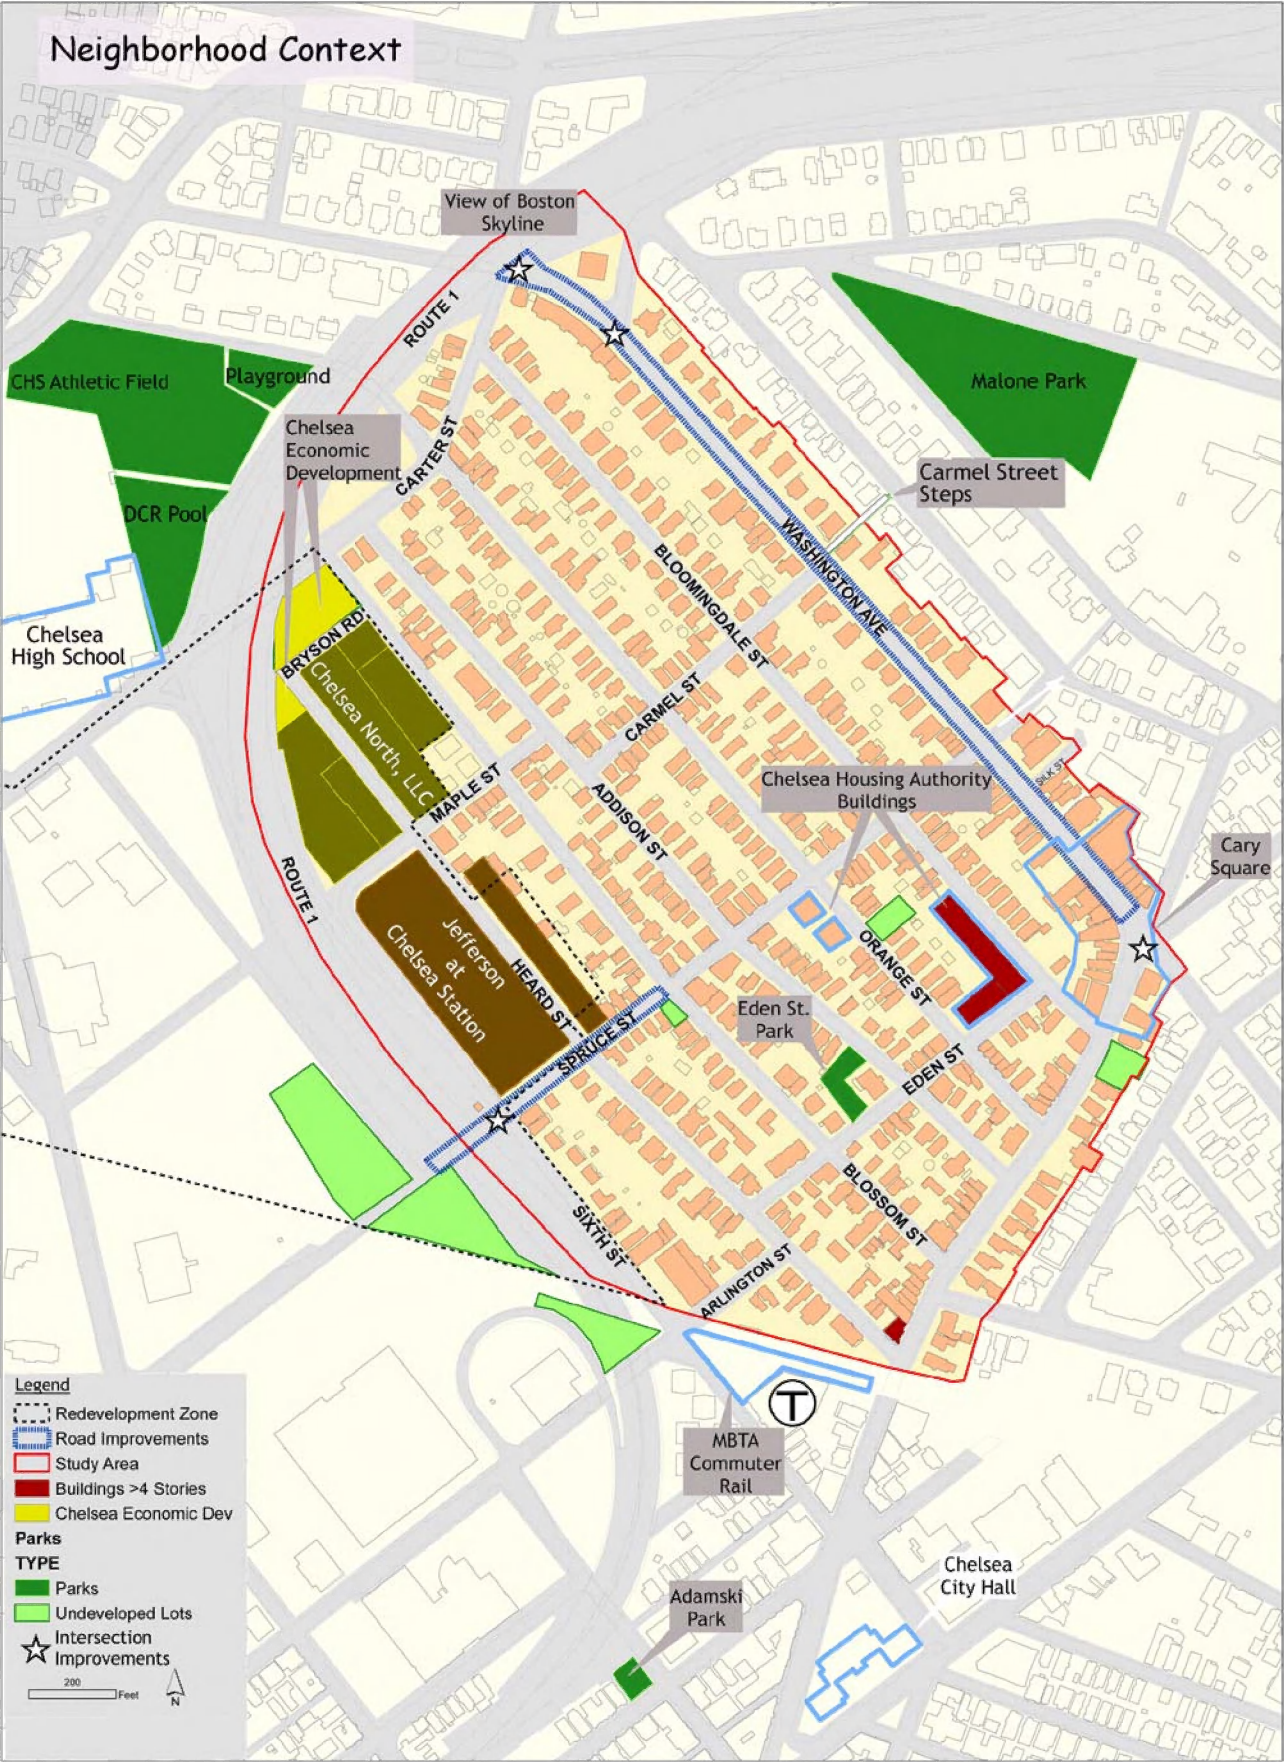 Neighborhood Context
View of Boston
Skyline
ROUTE 1
CHS Athletic Field
Playground
Malone Park
Chelsea
Economic
Development
CARTER ST
Carmel Street
Steps
DCR Pool
WASHINGTON AVE
BLOOMINGDALE ST
Chelsea
High School
BRYSON RD
Chelsea North, LLC
CARMEL ST
MAPLE ST
ADDISON ST
Chelsea Housing Authority
Buildings
SILK ST
Cary
Square
ROUTE 1
Jefferson
at
Chelsea Station
HEARD ST
ORANGE ST
SPRUCE ST
Eden St.
Park
EDEN ST
BLOSSOM ST
SIXTH ST
ARLINGTON ST
T
MBTA
Commuter
Rail
Chelsea
City Hall
Adamski
Park
Legend
Redevelopment Zone
Road Improvements
Study Area
Buildings >4 Stories
Chelsea Economic Dev
Parks
TYPE
Parks
Undeveloped Lots
Intersection
Improvements
200
Feet
N